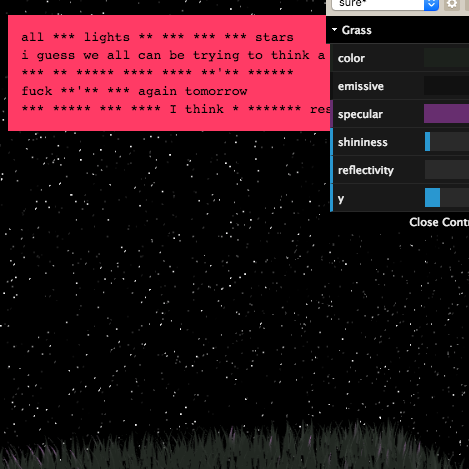 all *** lights ** *** *** *** stars
i guess we all can be trying to think a
*** ** ***** **** **** **'** ******
fuck **'** *** again tomorrow
*** ***** *** **** I think * ******* res
sure*
Grass
color
emissive
specular
shininess
reflectivity
y
Close Contr